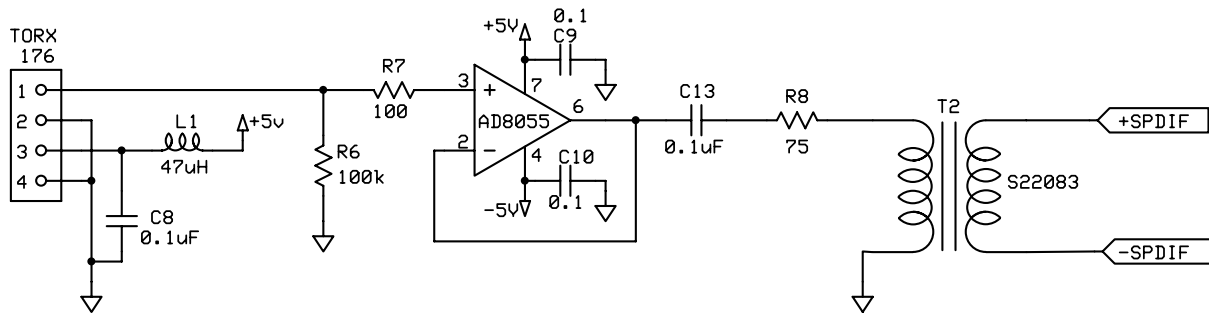 TORX
176
1
2
3
4
L1
47uH
+5v
C8
0.1uF
R7
100
R6
100k
+5V
0.1
C9
7
3
+
AD8055
2
-
6
4
C10
0.1
-5V
C13
0.1uF
R8
75
T2
S22083
+SPDIF
-SPDIF